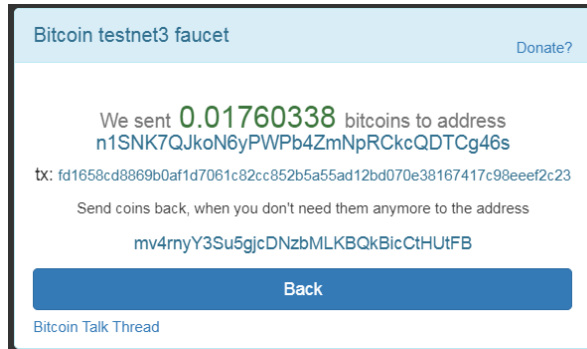 Bitcoin testnet3 faucet
Donate?
We sent 0.01760338 bitcoins to address
n1SNK7QJkoN6yPWPb4ZmNpRCkcQDTCg46s
tx: fd1658cd8869b0af1d7061c82cc852b5a55ad12bd070e38167417c98eeef2c23
Send coins back, when you don't need them anymore to the address
mv4rnyY3Su5gjcDNzbMLKBQkBicCtHUtFB
Back
Bitcoin Talk Thread